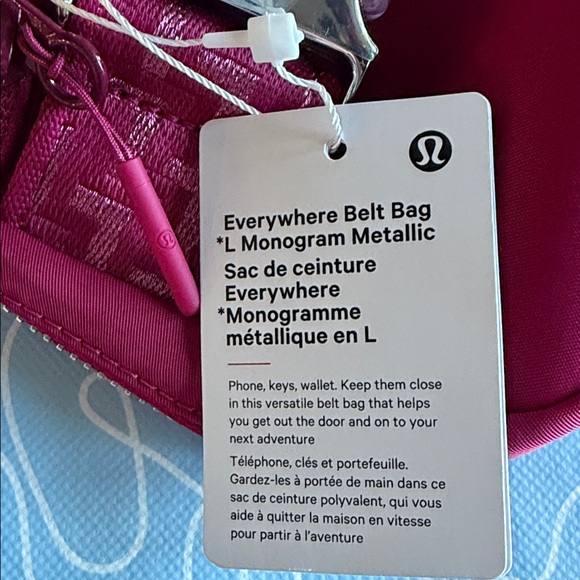 Everywhere Belt Bag
*L Monogram Metallic
Sac de ceinture
Everywhere
*Monogramme
métallique en L
Phone, keys, wallet. Keep them close
in this versatile belt bag that helps
you get out the door and on to your
next adventure
Téléphone, clés et portefeuille.
Gardez-les à portée de main dans ce
sac de ceinture polyvalent, qui vous
aide à quitter la maison en vitesse
pour partir à l'aventure